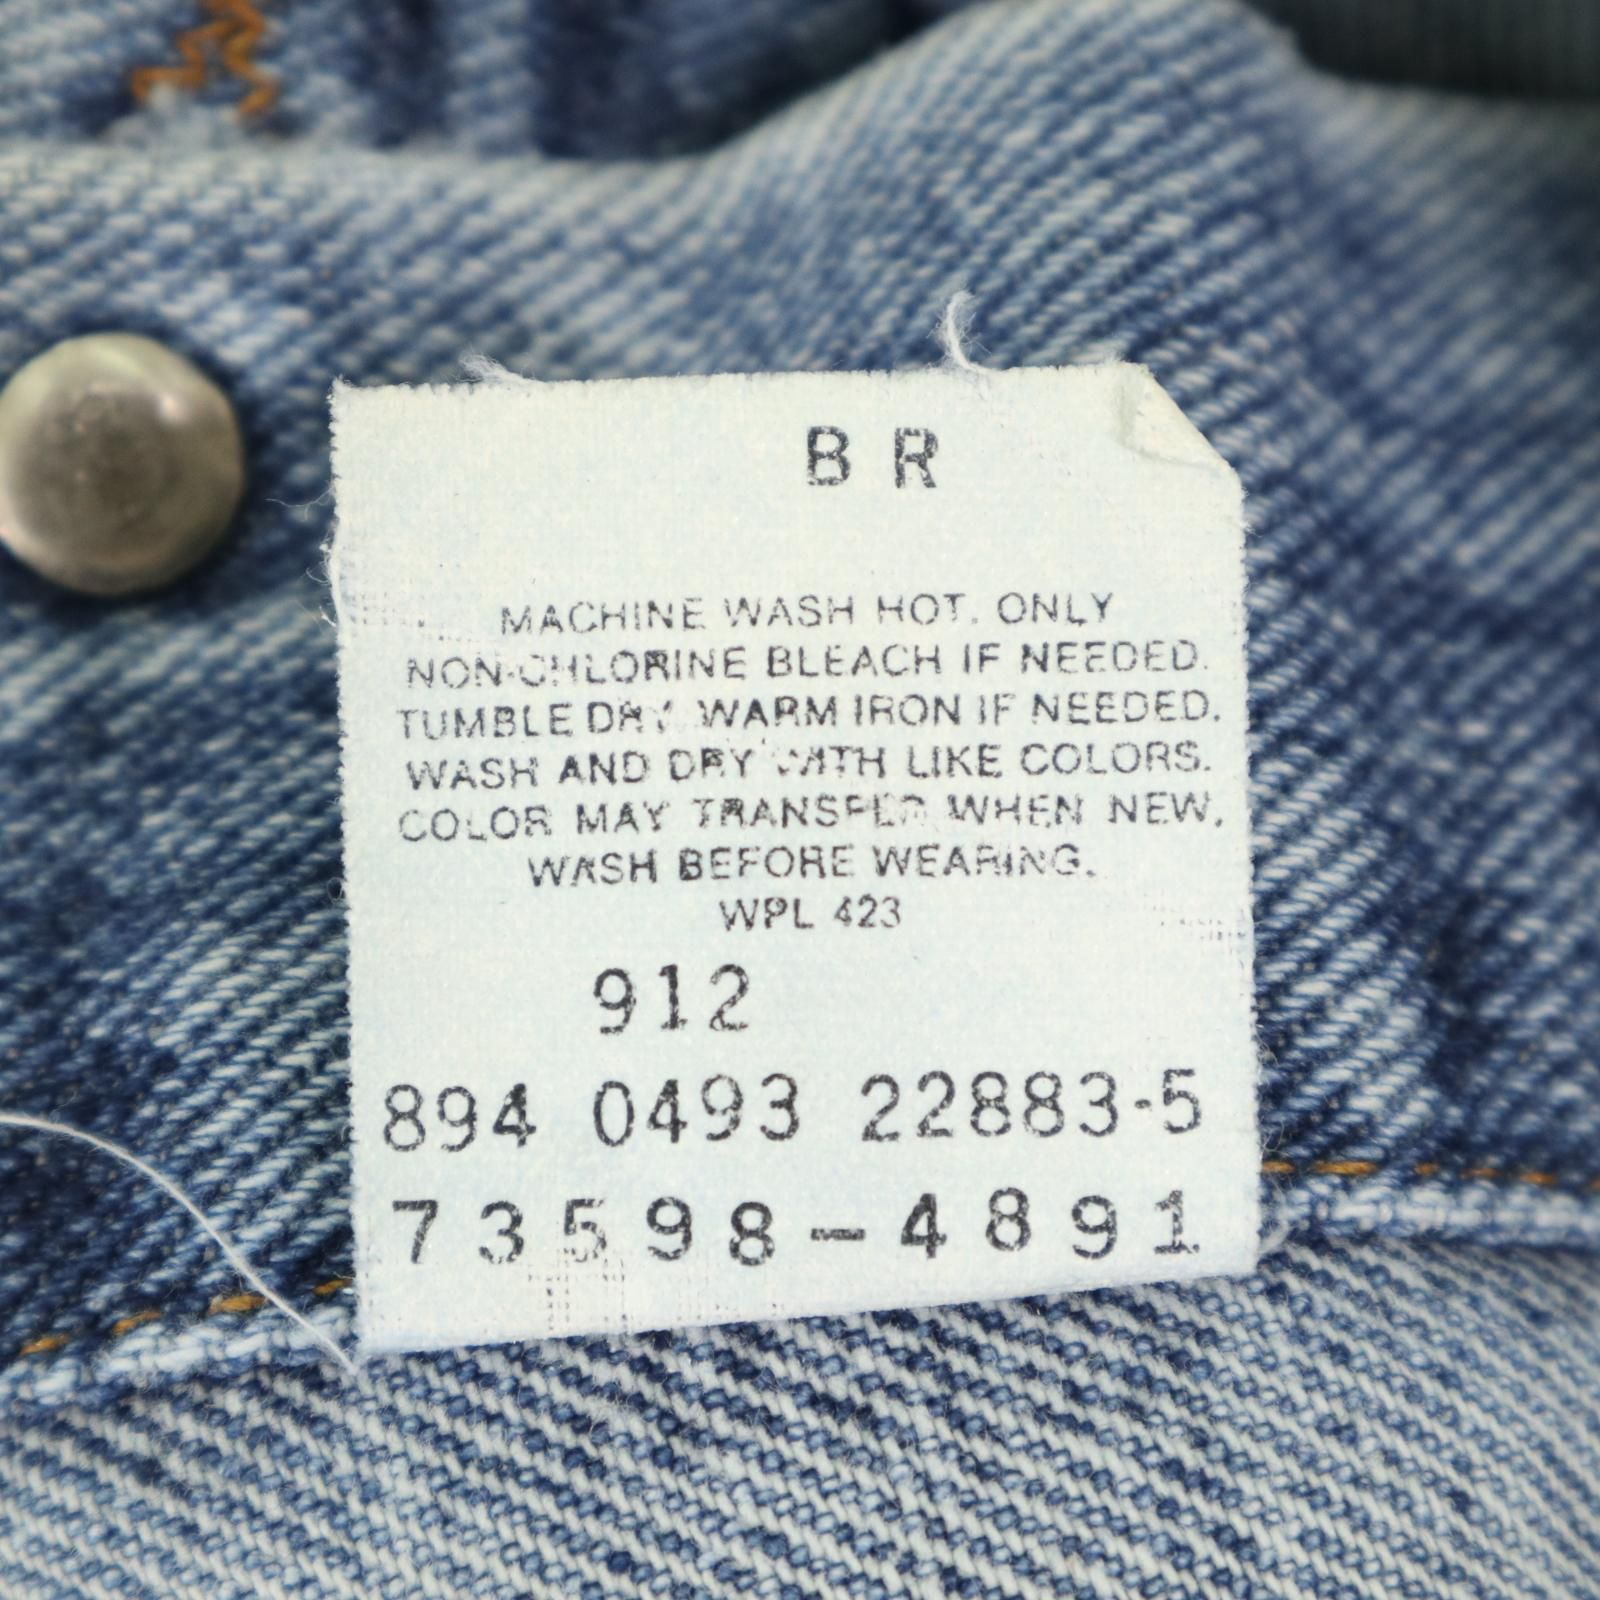 B R
MACHINE WASH HOT. ONLY
NON-CHLORINE BLEACH IF NEEDED.
TUMBLE DRY. WARM IRON IF NEEDED.
WASH AND DRY WITH LIKE COLORS.
COLOR MAY TRANSFER WHEN NEW.
WASH BEFORE WEARING.
WPL 423
912
894 0493 22883-5
73598-4891